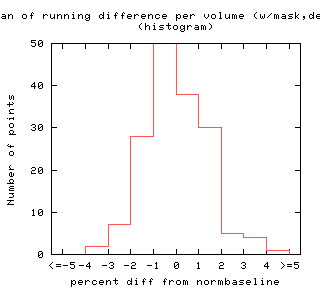 an of running difference per volume (w/mask,de
(histogram)
50
40
30
20
10
0
Number of points
<=-5 -4 -3 -2 -1 0 1 2 3 4 >=5
percent diff from normbaseline